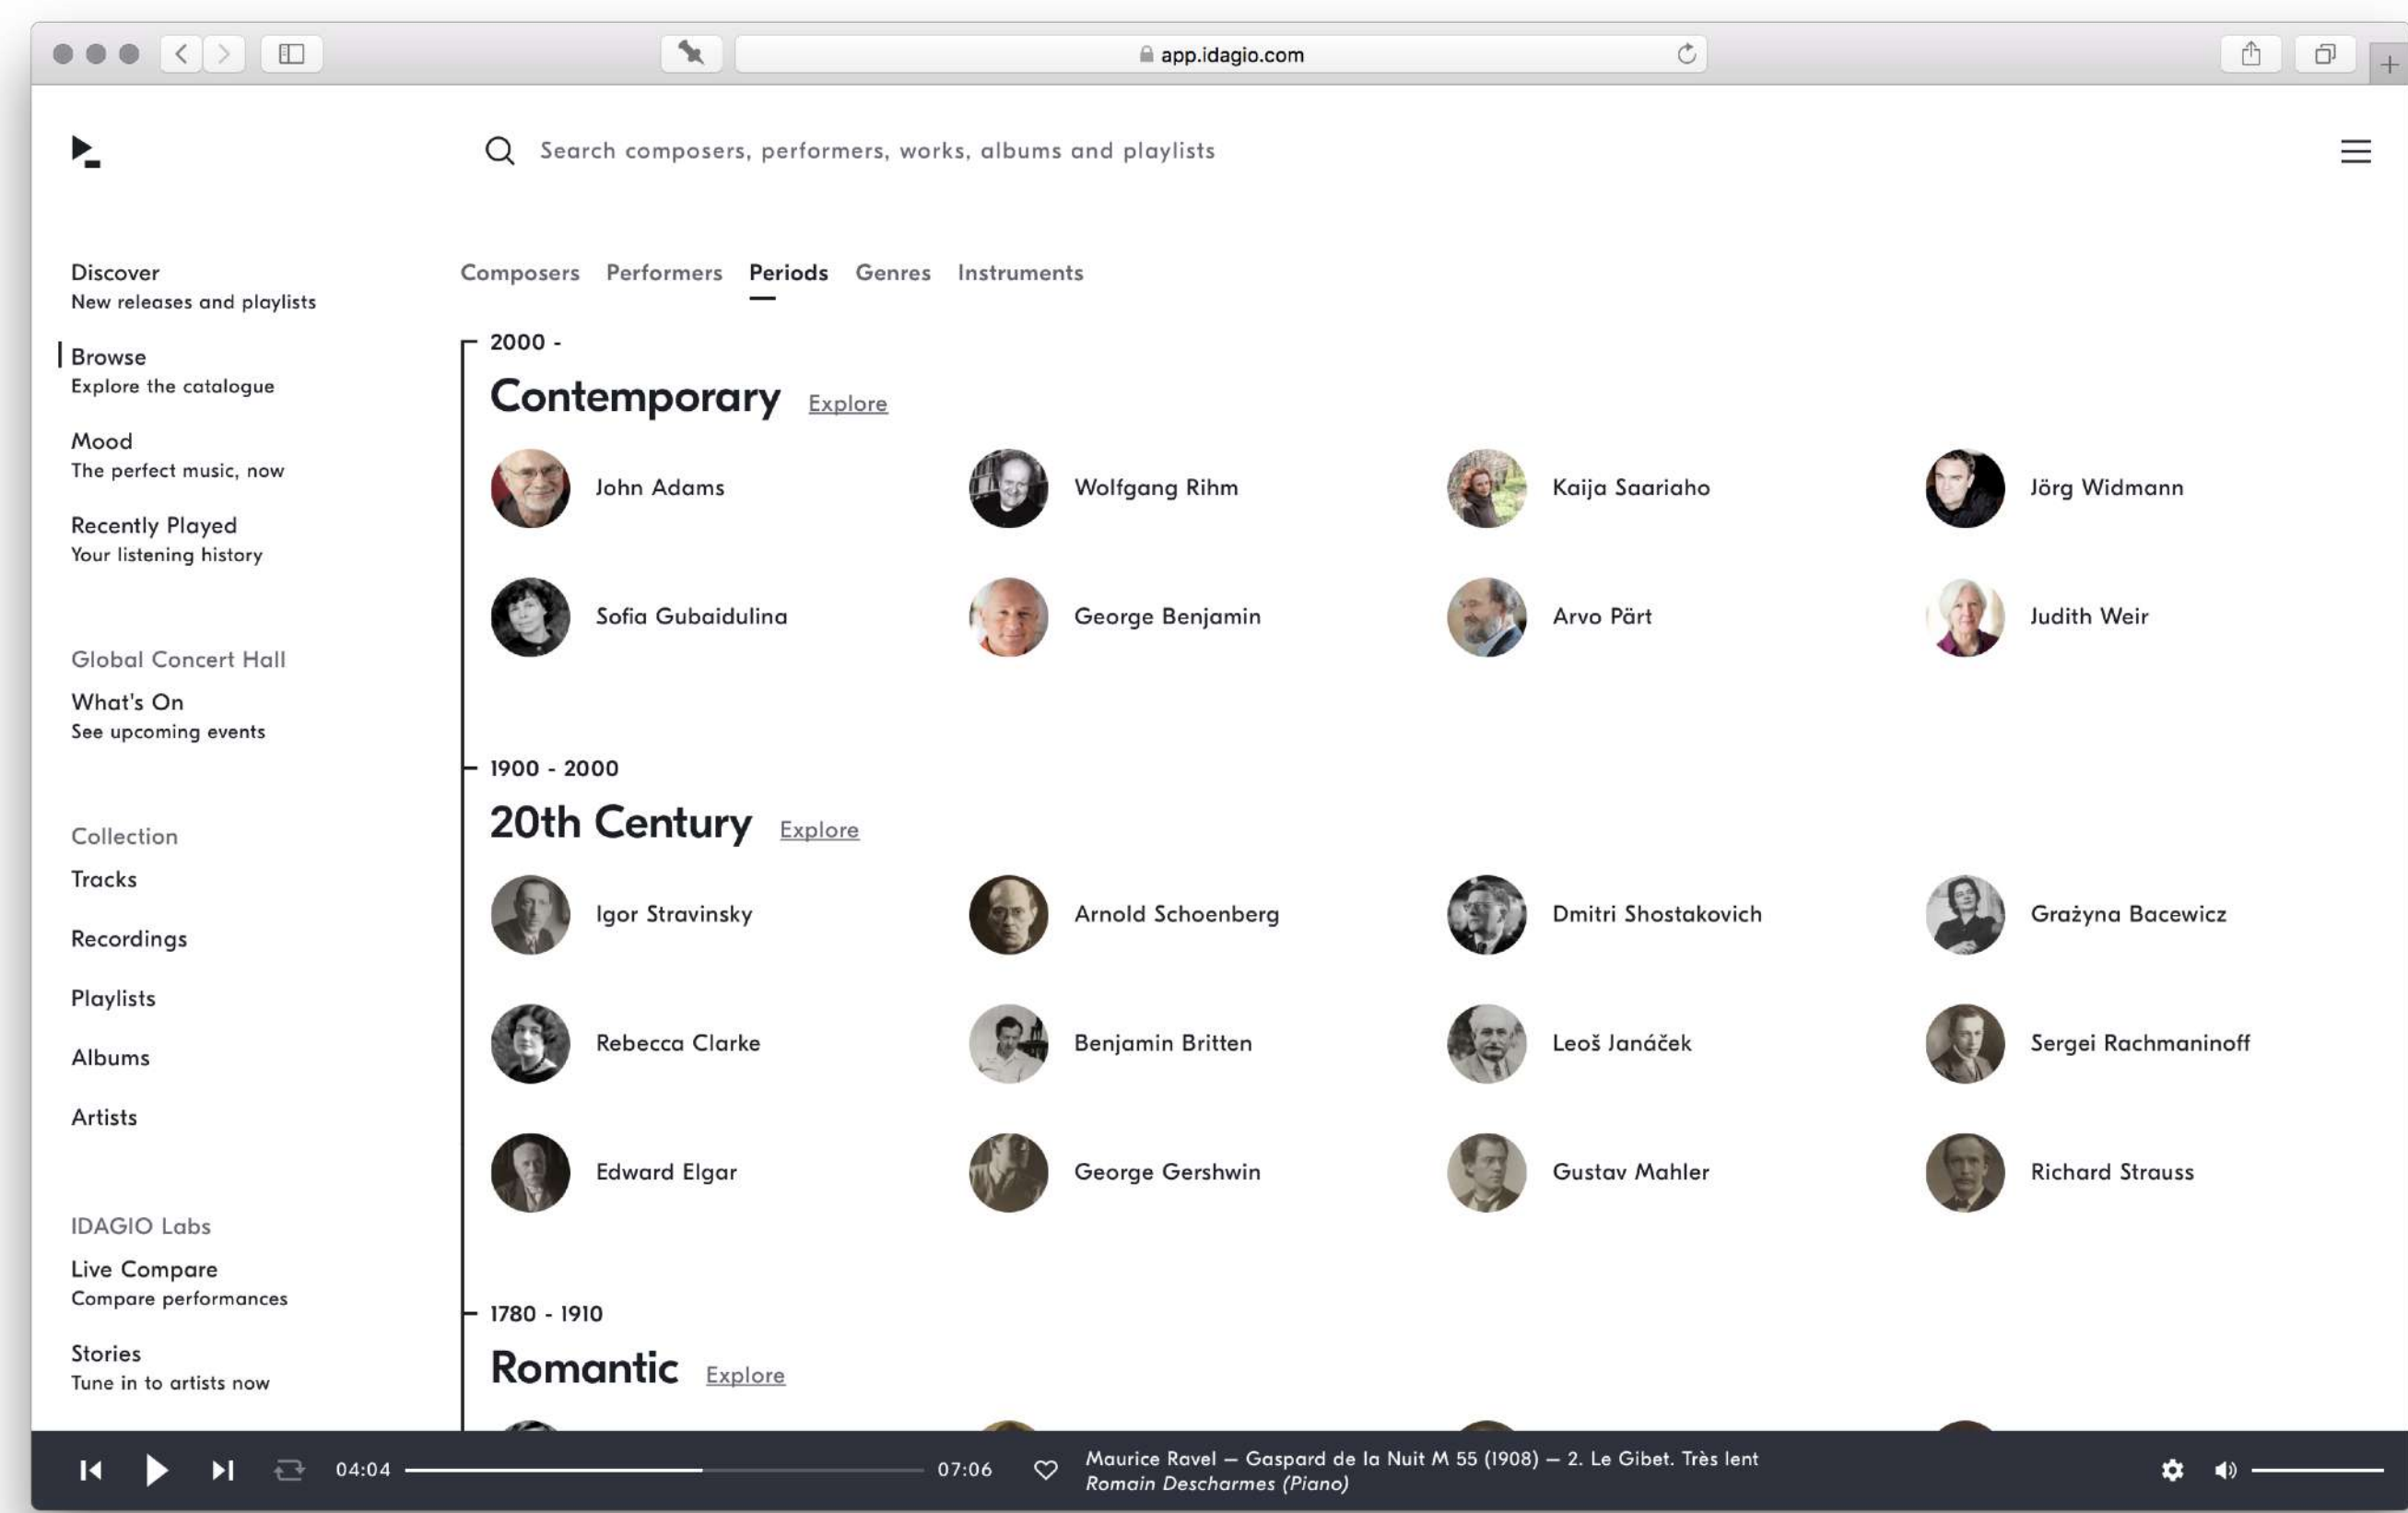 app.idagio.com
Search composers, performers, works, albums and playlists
Discover
New releases and playlists
Browse
Explore the catalogue
Mood
The perfect music, now
Recently Played
Your listening history
Global Concert Hall
What's On
See upcoming events
Collection
Tracks
Recordings
Playlists
Albums
Artists
IDAGIO Labs
Live Compare
Compare performances
Stories
Tune in to artists now
Composers Performers Periods Genres Instruments
2000 -
Contemporary Explore
John Adams Wolfgang Rihm Kaija Saariaho Jörg Widmann
Sofia Gubaidulina George Benjamin Arvo Pärt Judith Weir
1900 - 2000
20th Century Explore
Igor Stravinsky Arnold Schoenberg Dmitri Shostakovich Grażyna Bacewicz
Rebecca Clarke Benjamin Britten Leoš Janáček Sergei Rachmaninoff
Edward Elgar George Gershwin Gustav Mahler Richard Strauss
1780 - 1910
Romantic Explore
04:04 07:06
Maurice Ravel – Gaspard de la Nuit M 55 (1908) – 2. Le Gibet. Très lent
Romain Descharmes (Piano)